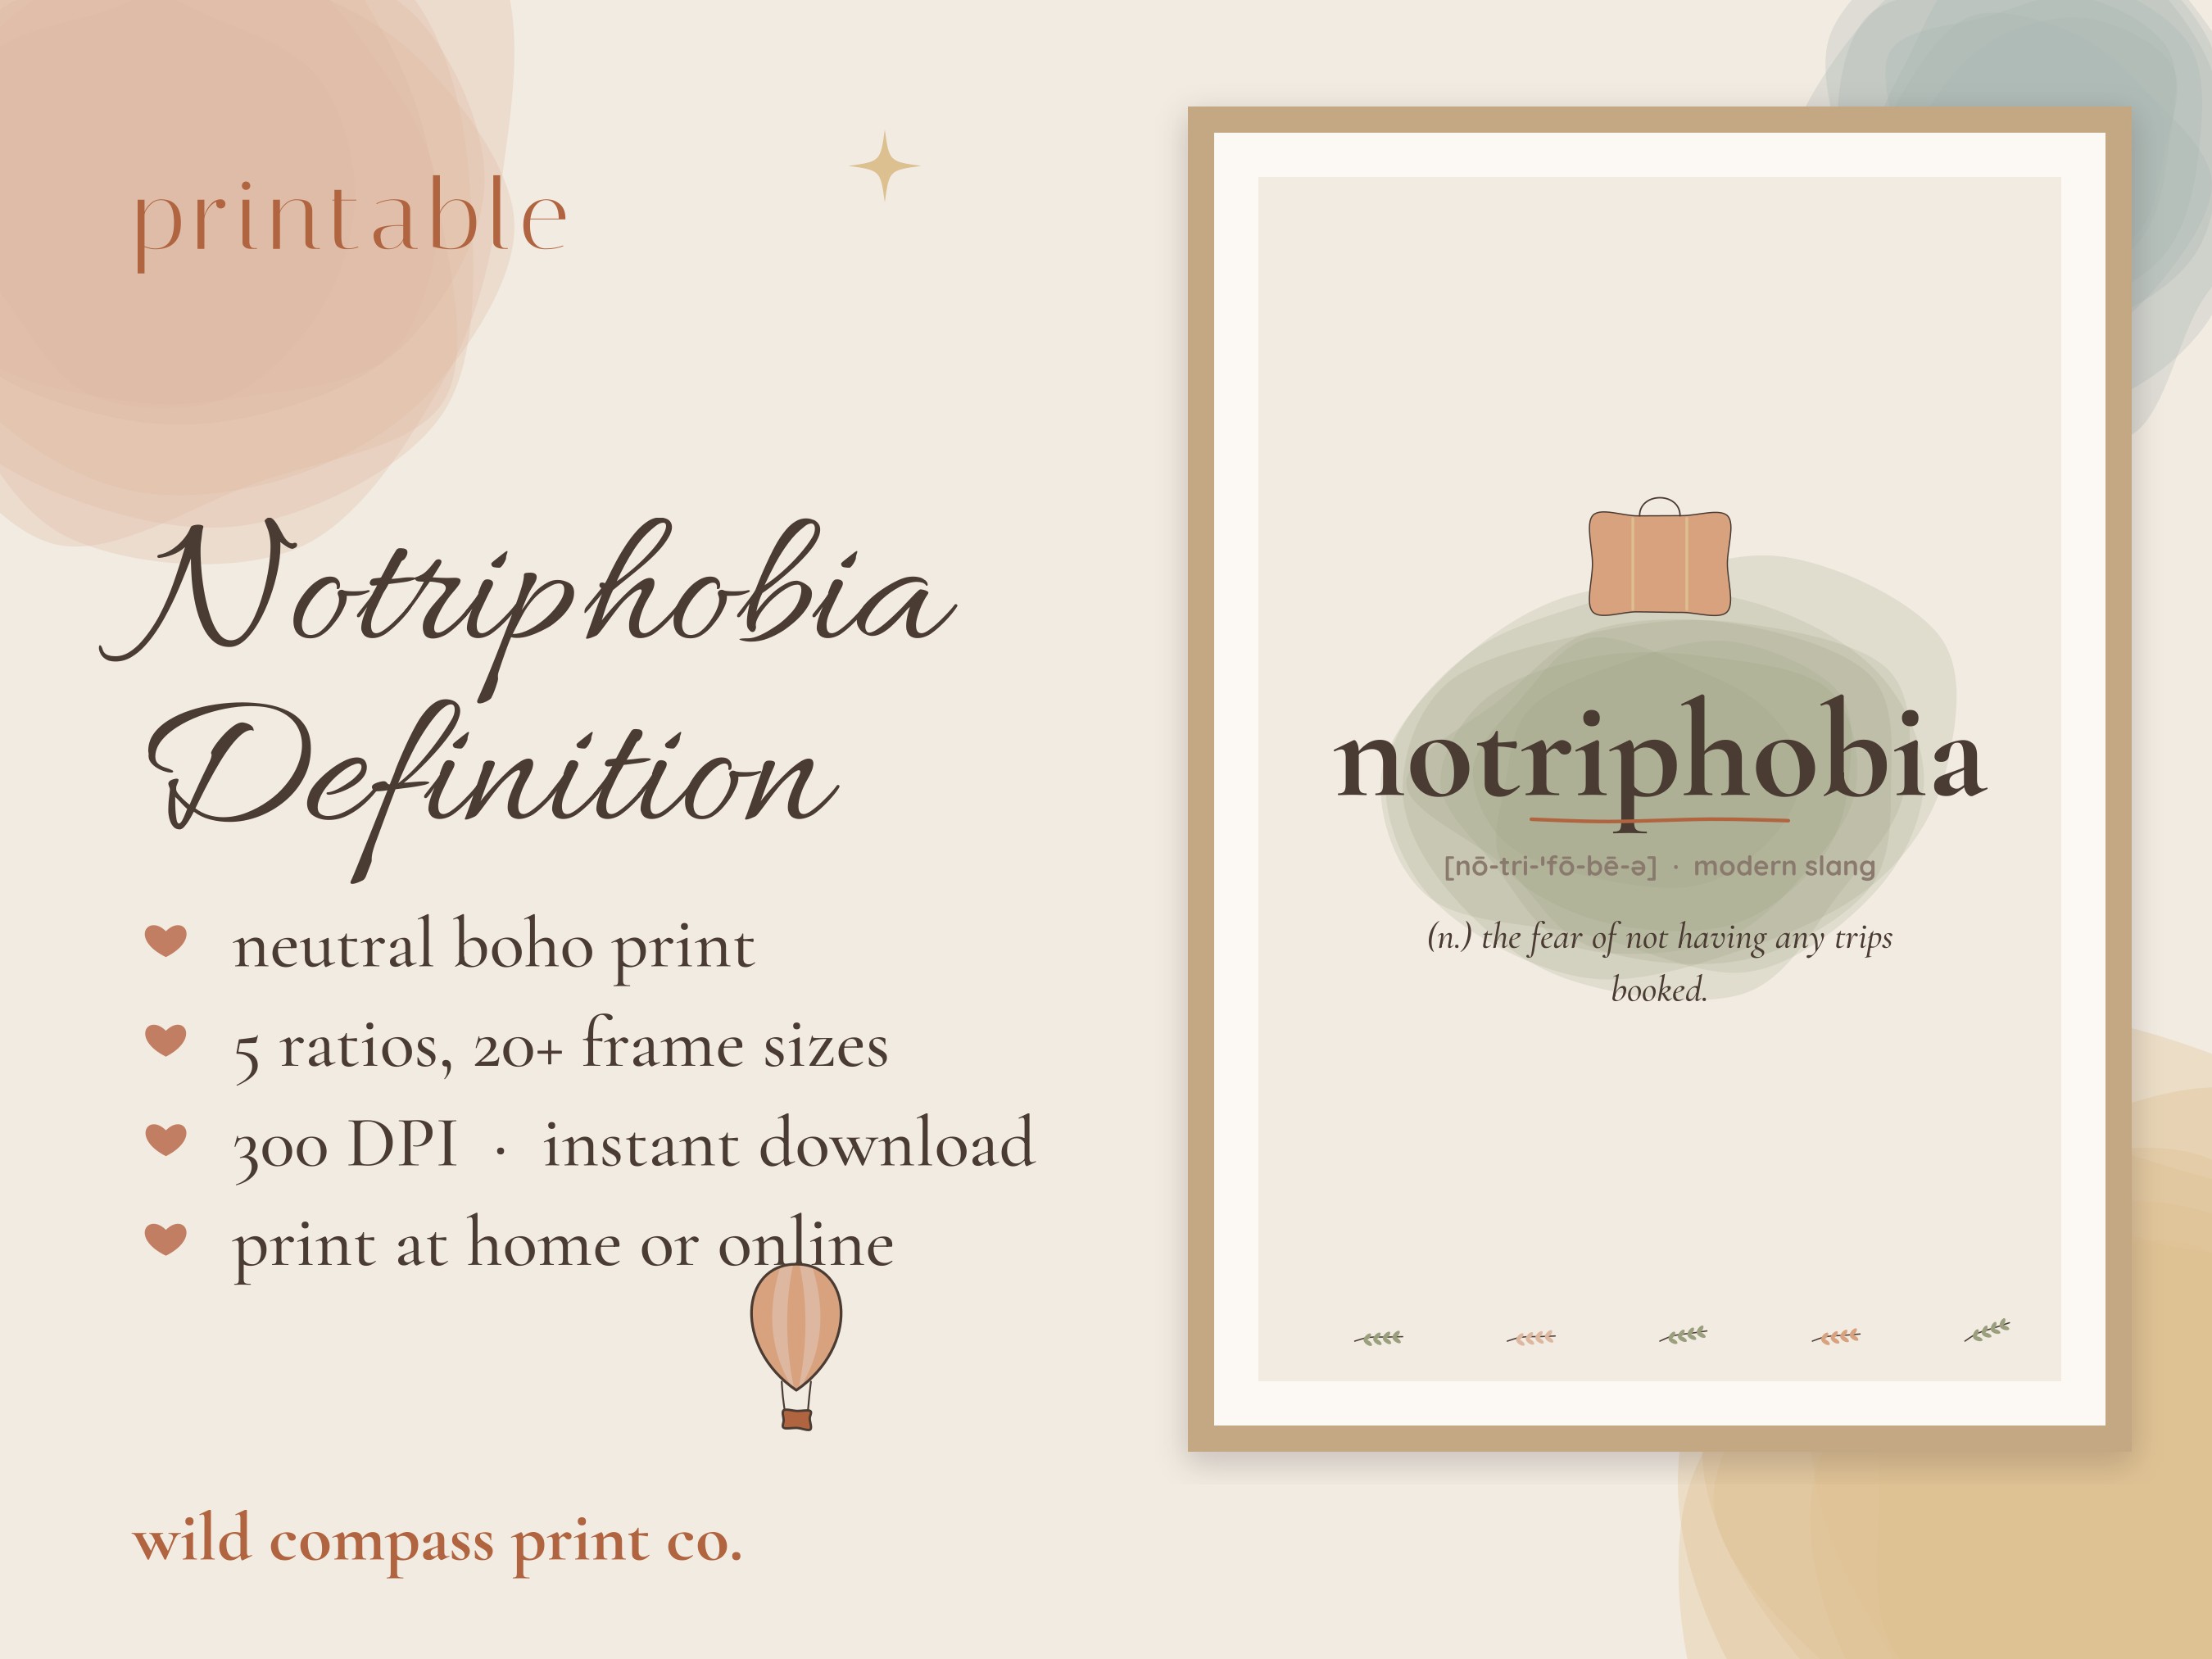 printable
Notriphobia
Definition
neutral boho print
5 ratios, 20+ frame sizes
300 DPI · instant download
print at home or online
wild compass print co.
notriphobia
[nō-tri-ˈfō-bē-ə] · modern slang
(n.) the fear of not having any trips
booked.